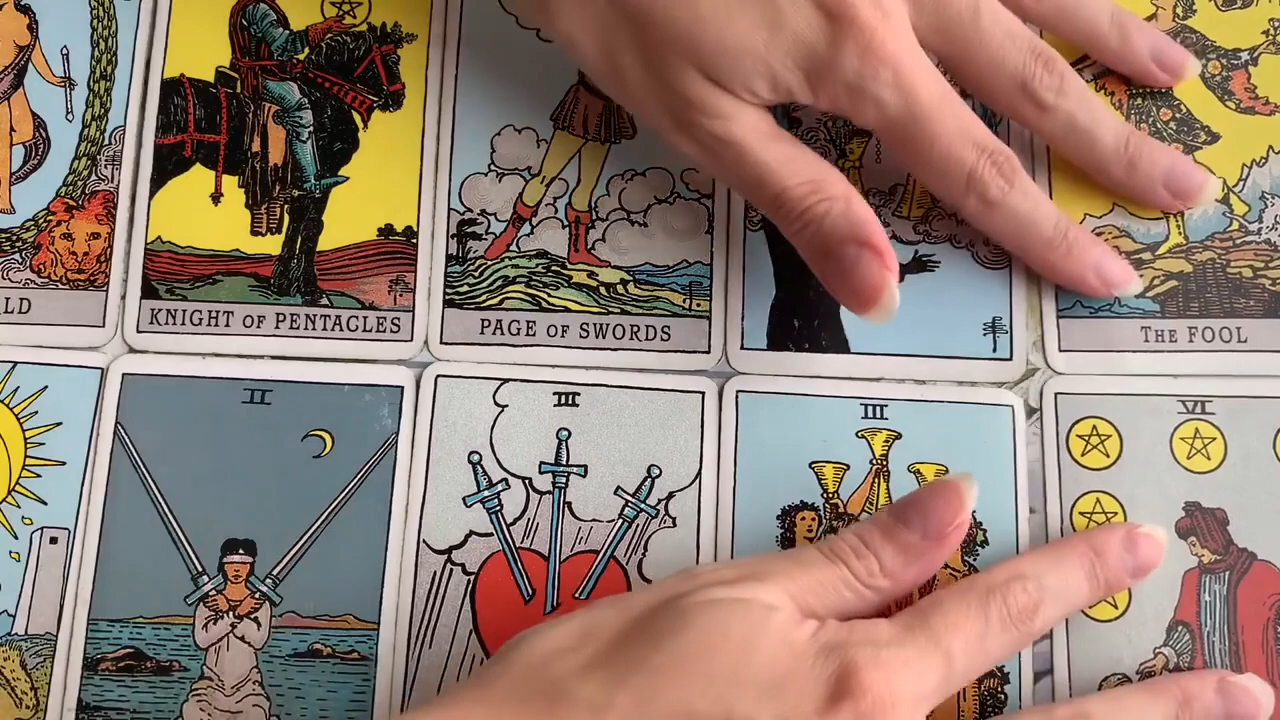 LD
KNIGHT OF PENTACLES
PAGE OF SWORDS
THE FOOL
II
III
III
VI